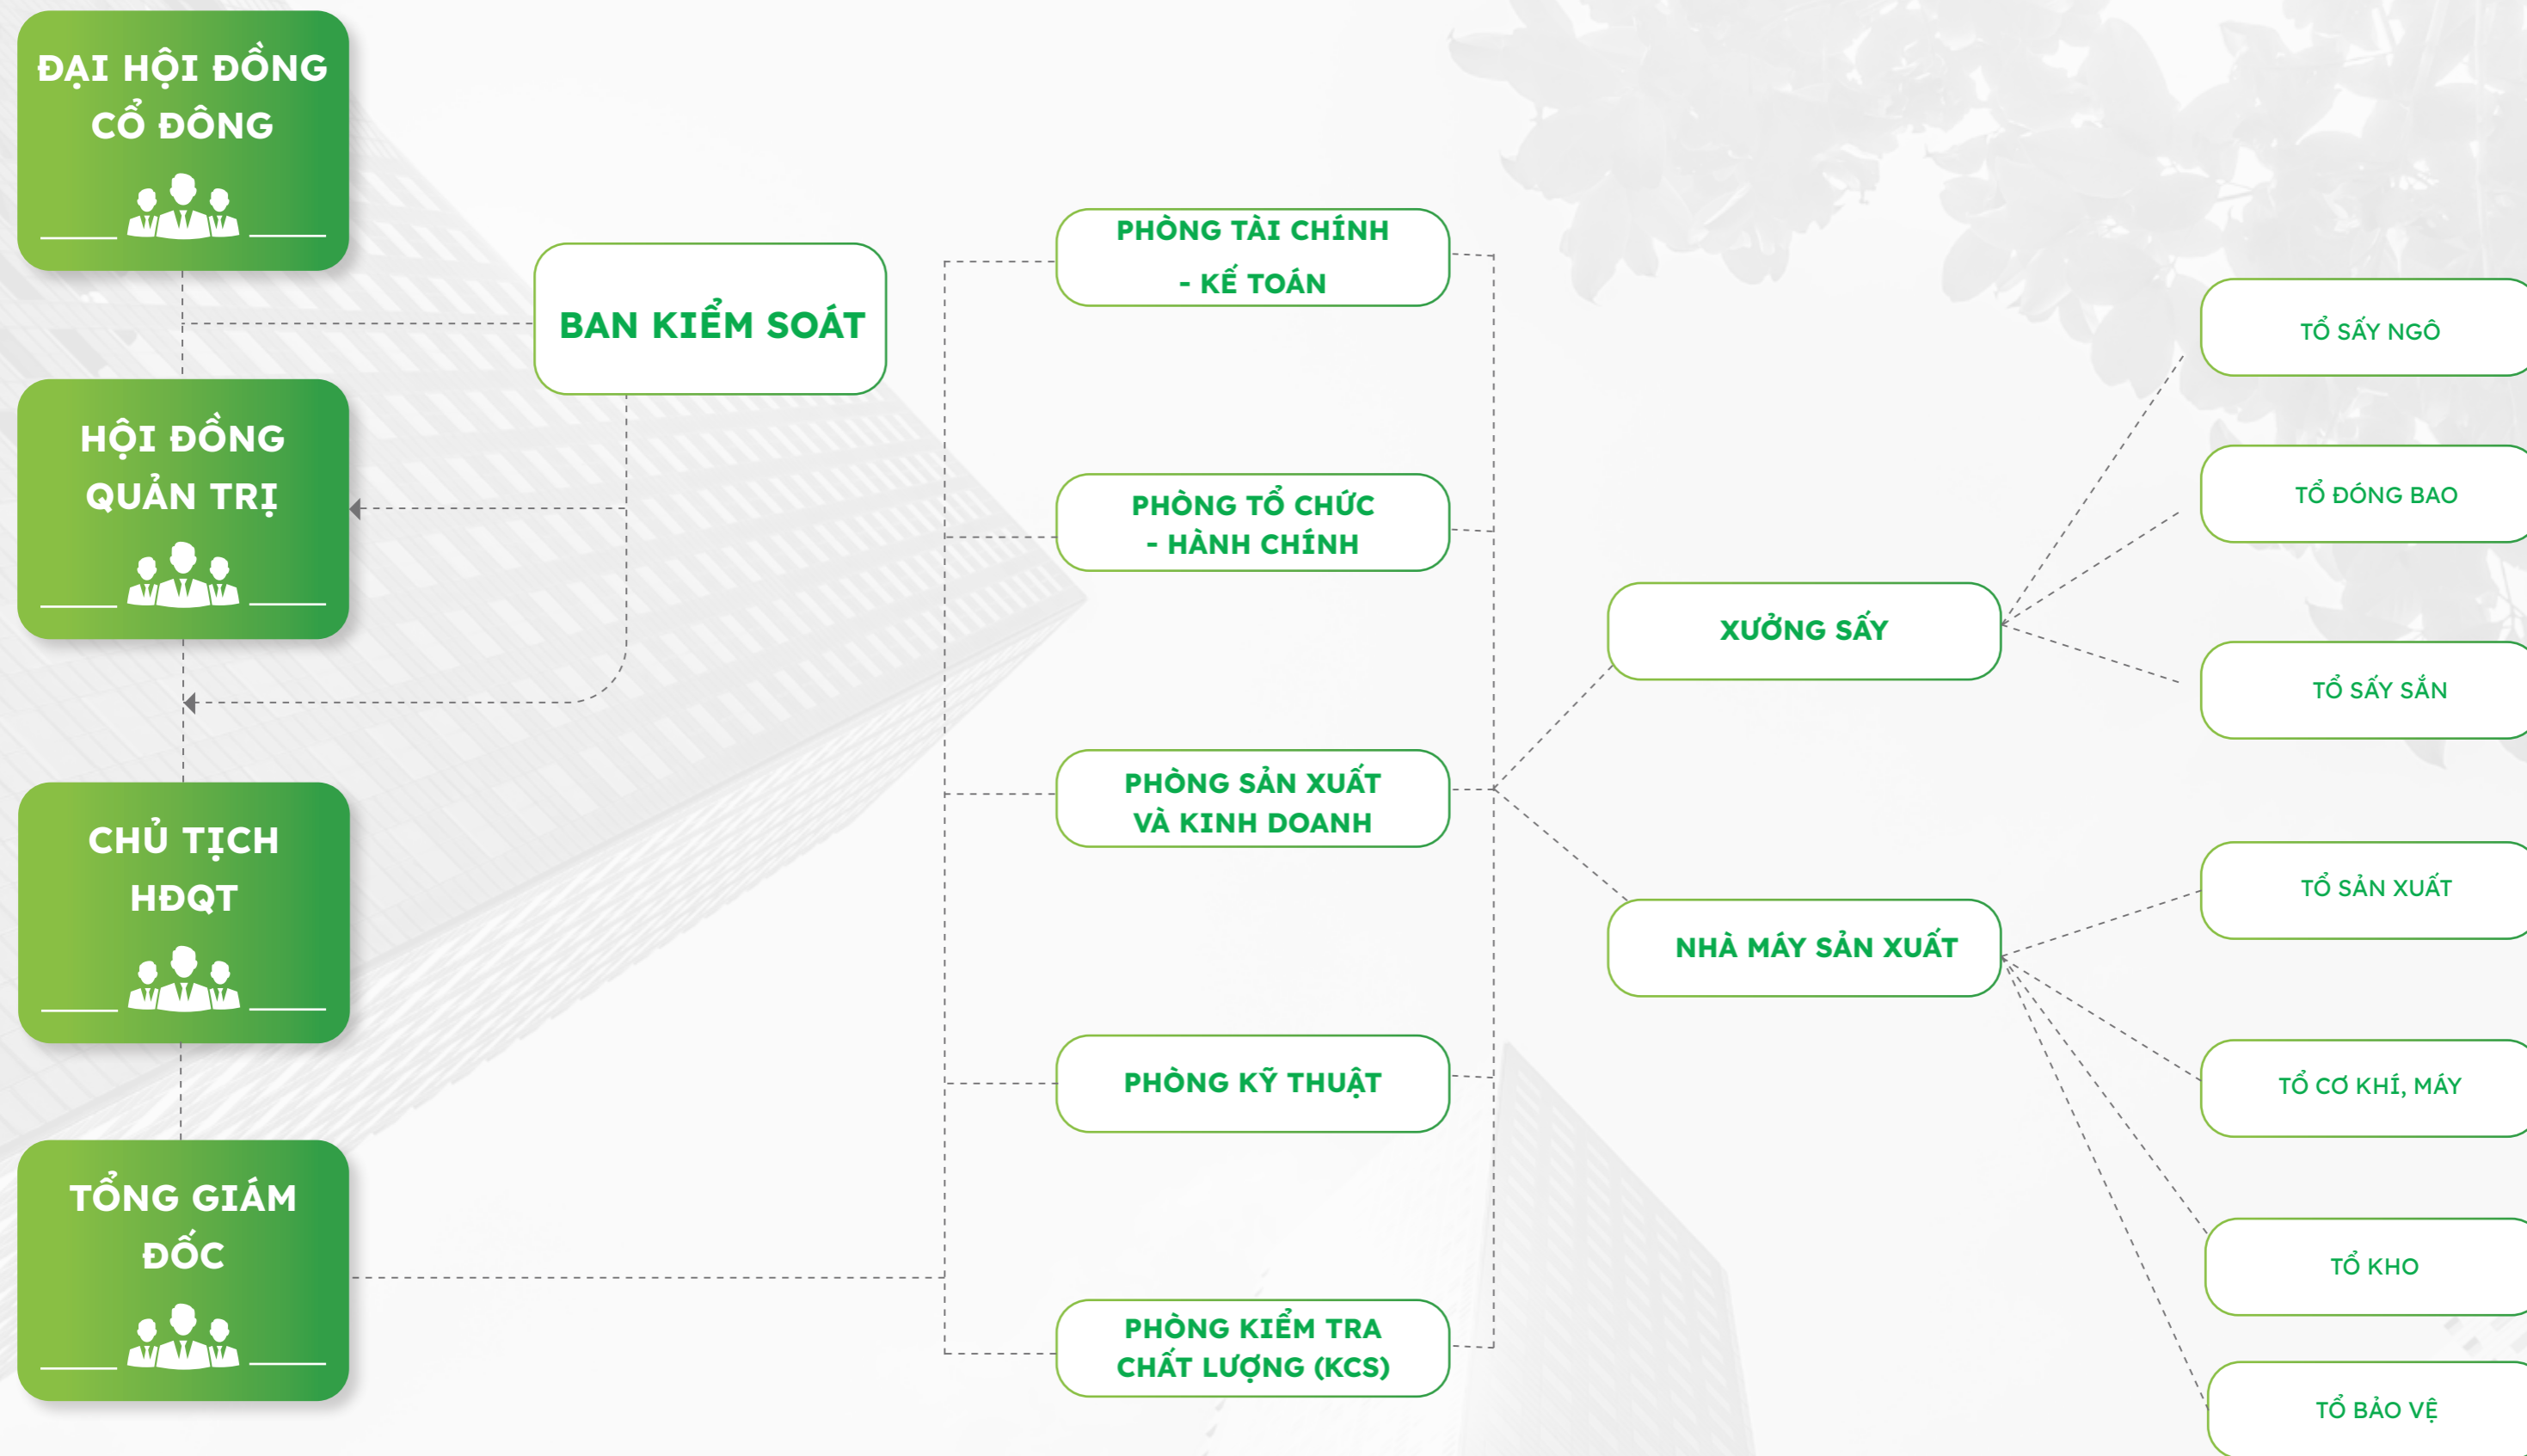 ĐẠI HỘI ĐỒNG
CỔ ĐÔNG
BAN KIỂM SOÁT
HỘI ĐỒNG
QUẢN TRỊ
CHỦ TỊCH
HĐQT
TỔNG GIÁM
ĐỐC
PHÒNG TÀI CHÍNH
- KẾ TOÁN
PHÒNG TỔ CHỨC
- HÀNH CHÍNH
PHÒNG SẢN XUẤT
VÀ KINH DOANH
PHÒNG KỸ THUẬT
PHÒNG KIỂM TRA
CHẤT LƯỢNG (KCS)
XƯỞNG SẤY
NHÀ MÁY SẢN XUẤT
TỔ SẤY NGÔ
TỔ ĐÓNG BAO
TỔ SẤY SẮN
TỔ SẢN XUẤT
TỔ CƠ KHÍ, MÁY
TỔ KHO
TỔ BẢO VỆ